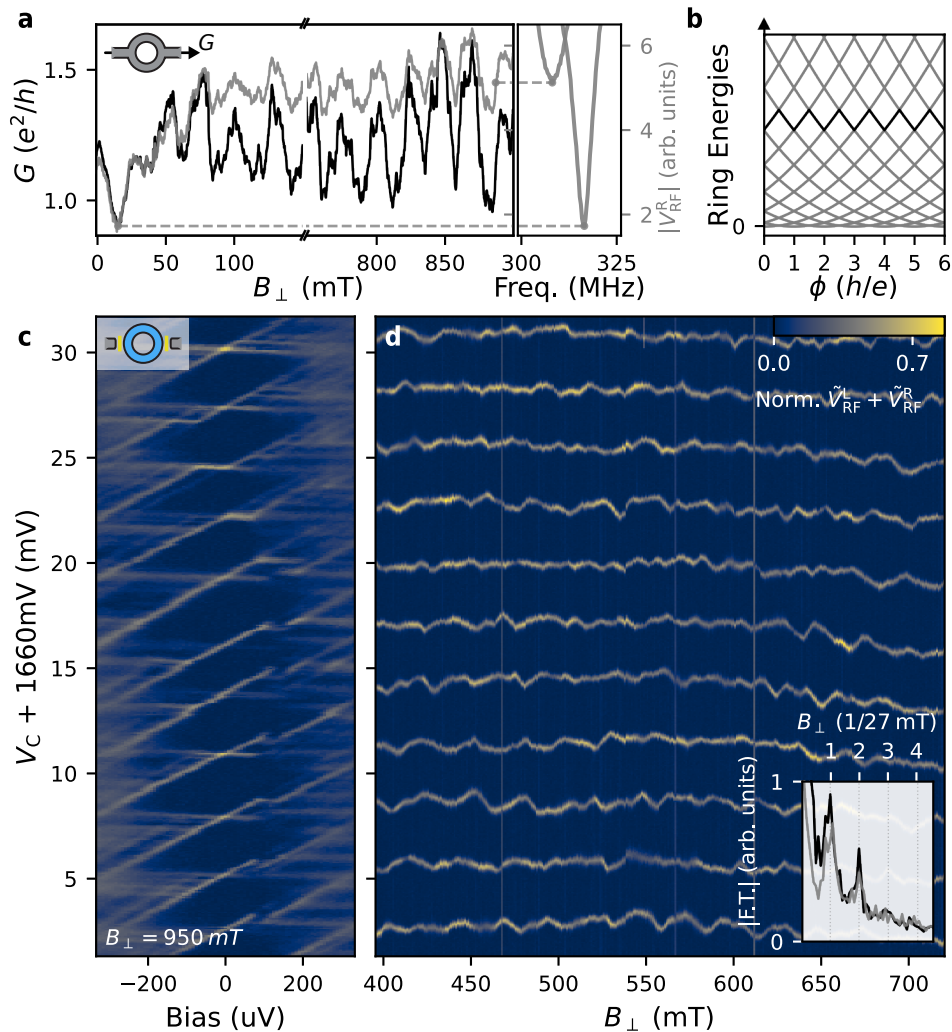 a
G
G (e²/h)
1.5
1.0
0
100
800
850
B⊥ (mT)
6
4
2
|V^R_RF| (arb. units)
300
325
Freq. (MHz)
b
Ring Energies
0
0 1 2 3 4 5 6
ϕ (h/e)
c
V_C + 1660mV (mV)
30
25
20
15
10
5
B⊥ = 950 mT
−200
0
200
Bias (uV)
d
0.0
0.7
Norm. Ṽ^L_RF + Ṽ^R_RF
B⊥ (1/27 mT)
1 2 3 4
|F.T.| (arb. units)
1
0
400 450 500 550 600 650 700
B⊥ (mT)